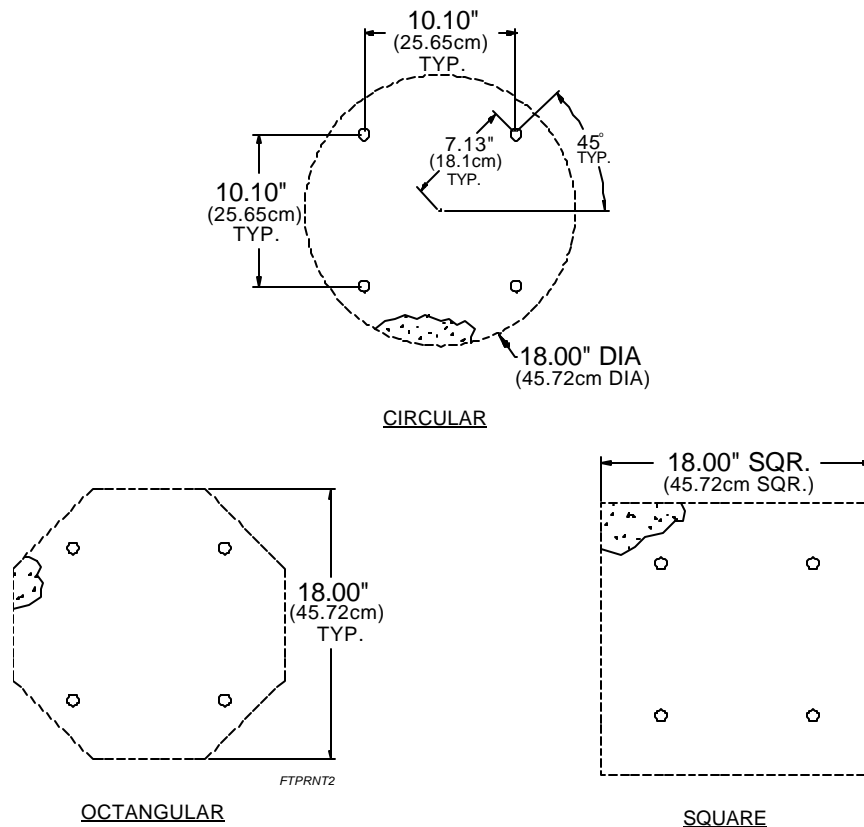 10.10"
(25.65cm)
TYP.
7.13"
(18.1cm)
TYP.
45°
TYP.
10.10"
(25.65cm)
TYP.
18.00" DIA
(45.72cm DIA)
CIRCULAR
18.00" SQR.
(45.72cm SQR.)
18.00"
(45.72cm)
TYP.
FTPRNT2
OCTANGULAR
SQUARE